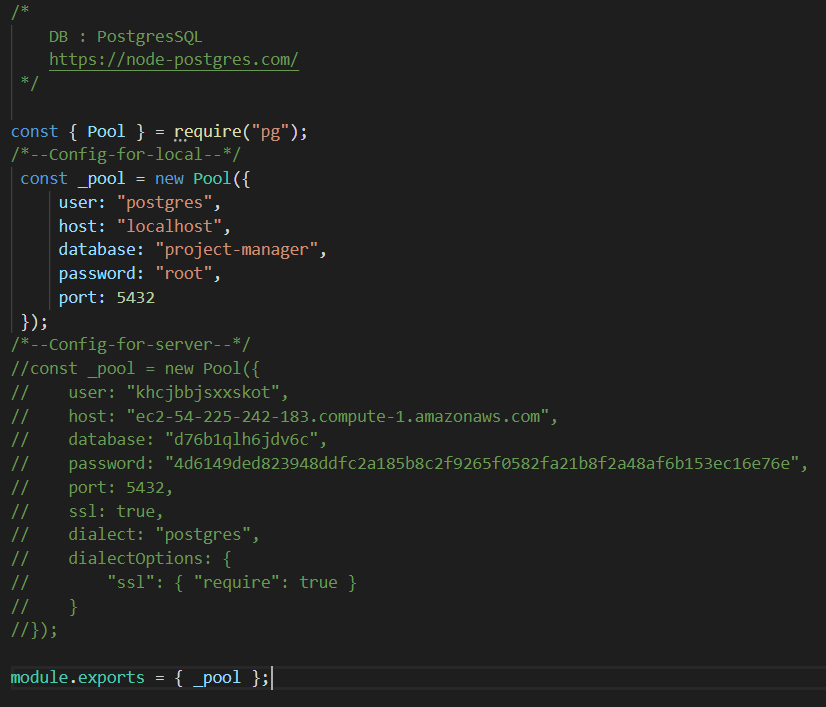 /*
    DB : PostgresSQL
    https://node-postgres.com/
 */

const { Pool } = require("pg");
/*--Config-for-local--*/
 const _pool = new Pool({
     user: "postgres",
     host: "localhost",
     database: "project-manager",
     password: "root",
     port: 5432
 });
/*--Config-for-server--*/
//const _pool = new Pool({
//    user: "khcjbbjsxxskot",
//    host: "ec2-54-225-242-183.compute-1.amazonaws.com",
//    database: "d76b1qlh6jdv6c",
//    password: "4d6149ded823948ddfc2a185b8c2f9265f0582fa21b8f2a48af6b153ec16e76e",
//    port: 5432,
//    ssl: true,
//    dialect: "postgres",
//    dialectOptions: {
//        "ssl": { "require": true }
//    }
//});

module.exports = { _pool };